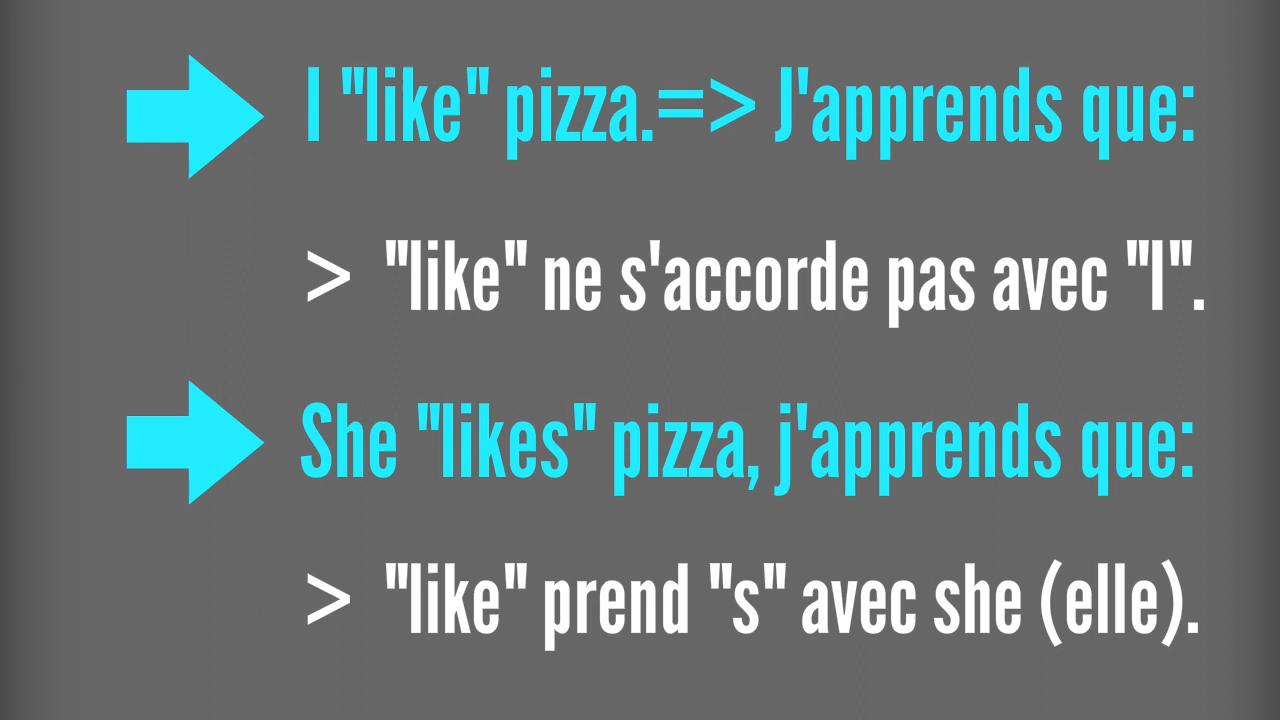 I "like" pizza.=> J'apprends que:
> "like" ne s'accorde pas avec "I".
She "likes" pizza, j'apprends que:
> "like" prend "s" avec she (elle).